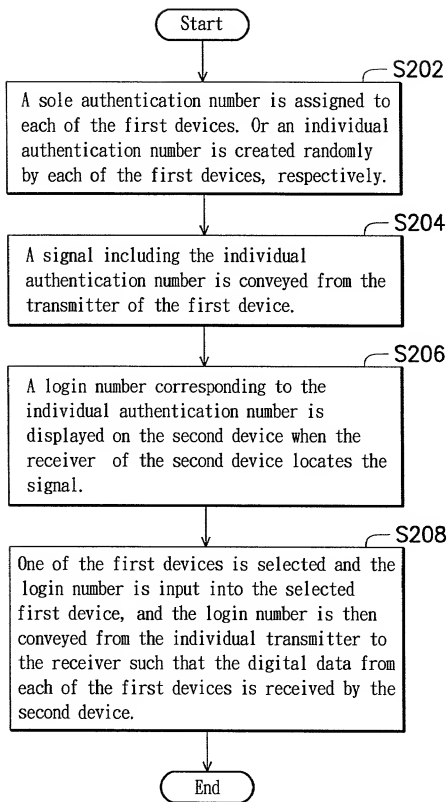 Start
S202
A sole authentication number is assigned to
each of the first devices. Or an individual
authentication number is created randomly
by each of the first devices, respectively.
S204
A signal including the individual
authentication number is conveyed from the
transmitter of the first device.
S206
A login number corresponding to the
individual authentication number is
displayed on the second device when the
receiver of the second device locates the
signal.
S208
One of the first devices is selected and the
login number is input into the selected
first device, and the login number is then
conveyed from the individual transmitter to
the receiver such that the digital data from
each of the first devices is received by the
second device.
End